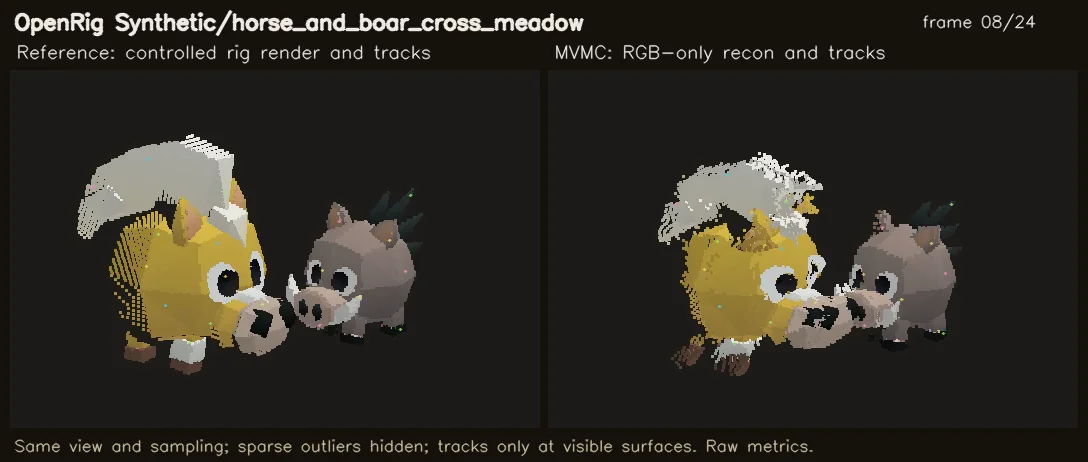 OpenRig Synthetic/horse_and_boar_cross_meadow
frame 08/24
Reference: controlled rig render and tracks
MVMC: RGB-only recon and tracks
Same view and sampling; sparse outliers hidden; tracks only at visible surfaces. Raw metrics.